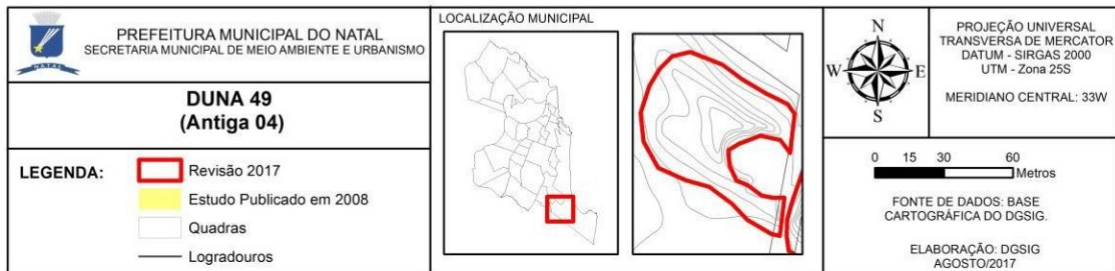 PREFEITURA MUNICIPAL DO NATAL
SECRETARIA MUNICIPAL DE MEIO AMBIENTE E URBANISMO
NATAL
DUNA 49
(Antiga 04)
LEGENDA:
Revisão 2017
Estudo Publicado em 2008
Quadras
Logradouros
LOCALIZAÇÃO MUNICIPAL
N
W E
S
PROJEÇÃO UNIVERSAL
TRANSVERSA DE MERCATOR
DATUM - SIRGAS 2000
UTM - Zona 25S
MERIDIANO CENTRAL: 33W
0 15 30 60
Metros
FONTE DE DADOS: BASE
CARTOGRÁFICA DO DGSIG.
ELABORAÇÃO: DGSIG
AGOSTO/2017